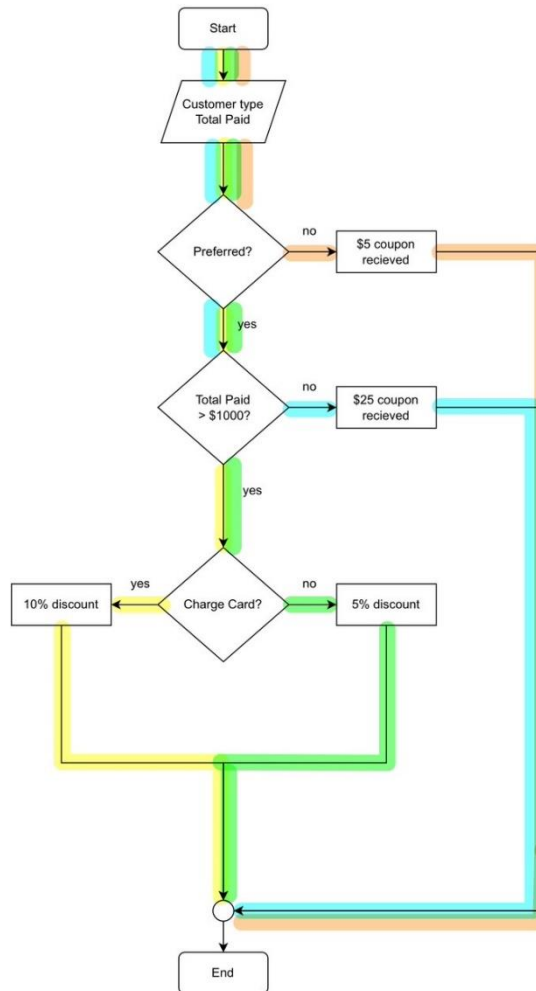 Start
Customer type
Total Paid
Preferred?
no
$5 coupon
recieved
yes
Total Paid
> $1000?
no
$25 coupon
recieved
yes
Charge Card?
yes
10% discount
no
5% discount
End